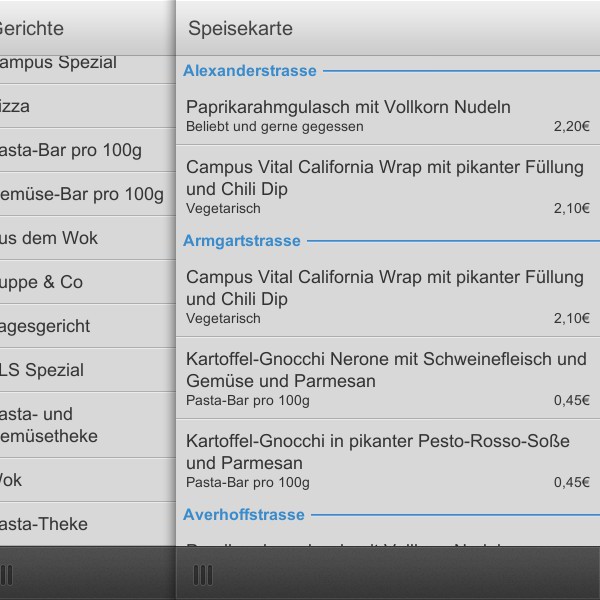 Gerichte
ampus Spezial
izza
asta-Bar pro 100g
emüse-Bar pro 100g
us dem Wok
uppe & Co
agesgericht
LS Spezial
asta- und
emüsetheke
ok
asta-Theke
Speisekarte
Alexanderstrasse
Paprikarahmgulasch mit Vollkorn Nudeln
Beliebt und gerne gegessen 2,20€
Campus Vital California Wrap mit pikanter Füllung
und Chili Dip
Vegetarisch 2,10€
Armgartstrasse
Campus Vital California Wrap mit pikanter Füllung
und Chili Dip
Vegetarisch 2,10€
Kartoffel-Gnocchi Nerone mit Schweinefleisch und
Gemüse und Parmesan
Pasta-Bar pro 100g 0,45€
Kartoffel-Gnocchi in pikanter Pesto-Rosso-Soße
und Parmesan
Pasta-Bar pro 100g 0,45€
Averhoffstrasse